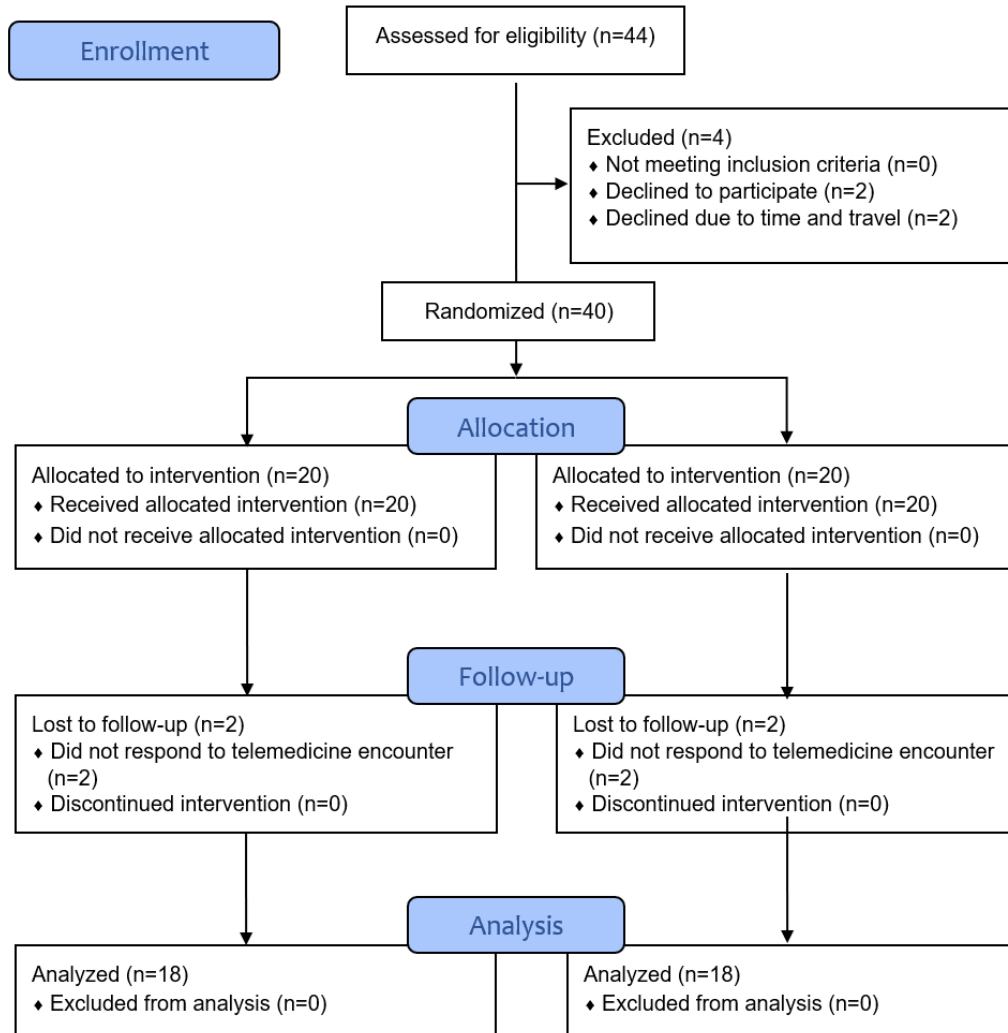 Enrollment
Assessed for eligibility (n=44)
Excluded (n=4)
♦ Not meeting inclusion criteria (n=0)
♦ Declined to participate (n=2)
♦ Declined due to time and travel (n=2)
Randomized (n=40)
Allocation
Allocated to intervention (n=20)
♦ Received allocated intervention (n=20)
♦ Did not receive allocated intervention (n=0)
Allocated to intervention (n=20)
♦ Received allocated intervention (n=20)
♦ Did not receive allocated intervention (n=0)
Follow-up
Lost to follow-up (n=2)
♦ Did not respond to telemedicine encounter
(n=2)
♦ Discontinued intervention (n=0)
Lost to follow-up (n=2)
♦ Did not respond to telemedicine encounter
(n=2)
♦ Discontinued intervention (n=0)
Analysis
Analyzed (n=18)
♦ Excluded from analysis (n=0)
Analyzed (n=18)
♦ Excluded from analysis (n=0)